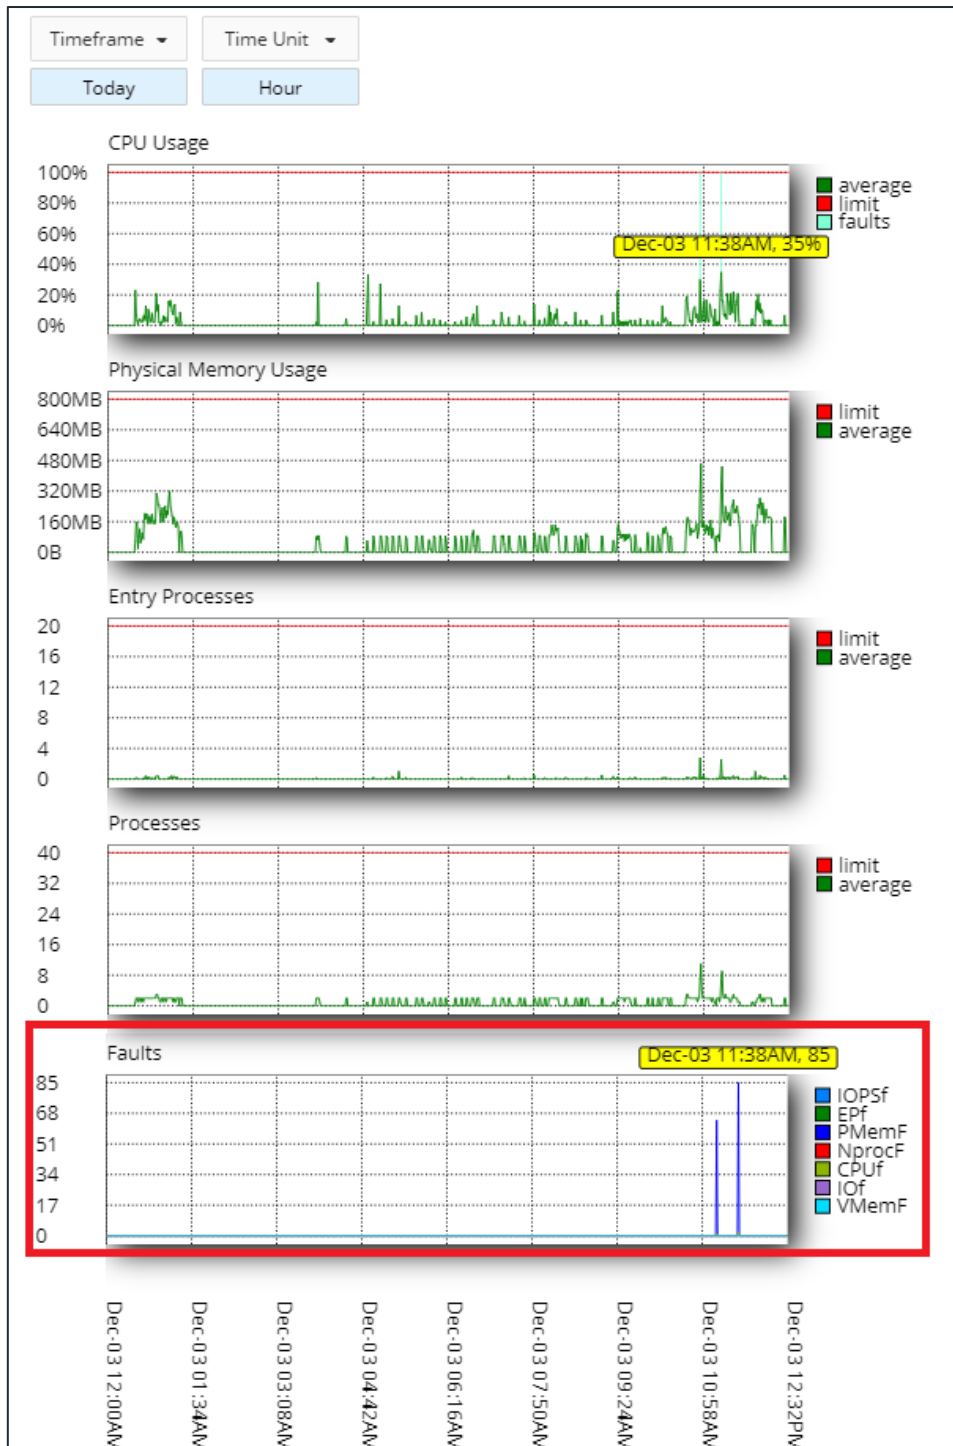 Timeframe Time Unit
Today Hour
CPU Usage
100%
80%
60%
40%
20%
0%
average
limit
faults
Dec-03 11:38AM, 35%
Physical Memory Usage
800MB
640MB
480MB
320MB
160MB
0B
limit
average
Entry Processes
20
16
12
8
4
0
limit
average
Processes
40
32
24
16
8
0
limit
average
Faults
Dec-03 11:38AM, 85
85
68
51
34
17
0
IOPSf
EPf
PMemF
NprocF
CPUf
IOf
VMemF
Dec-03 12:00AM
Dec-03 01:34AM
Dec-03 03:08AM
Dec-03 04:42AM
Dec-03 06:16AM
Dec-03 07:50AM
Dec-03 09:24AM
Dec-03 10:58AM
Dec-03 12:32PM